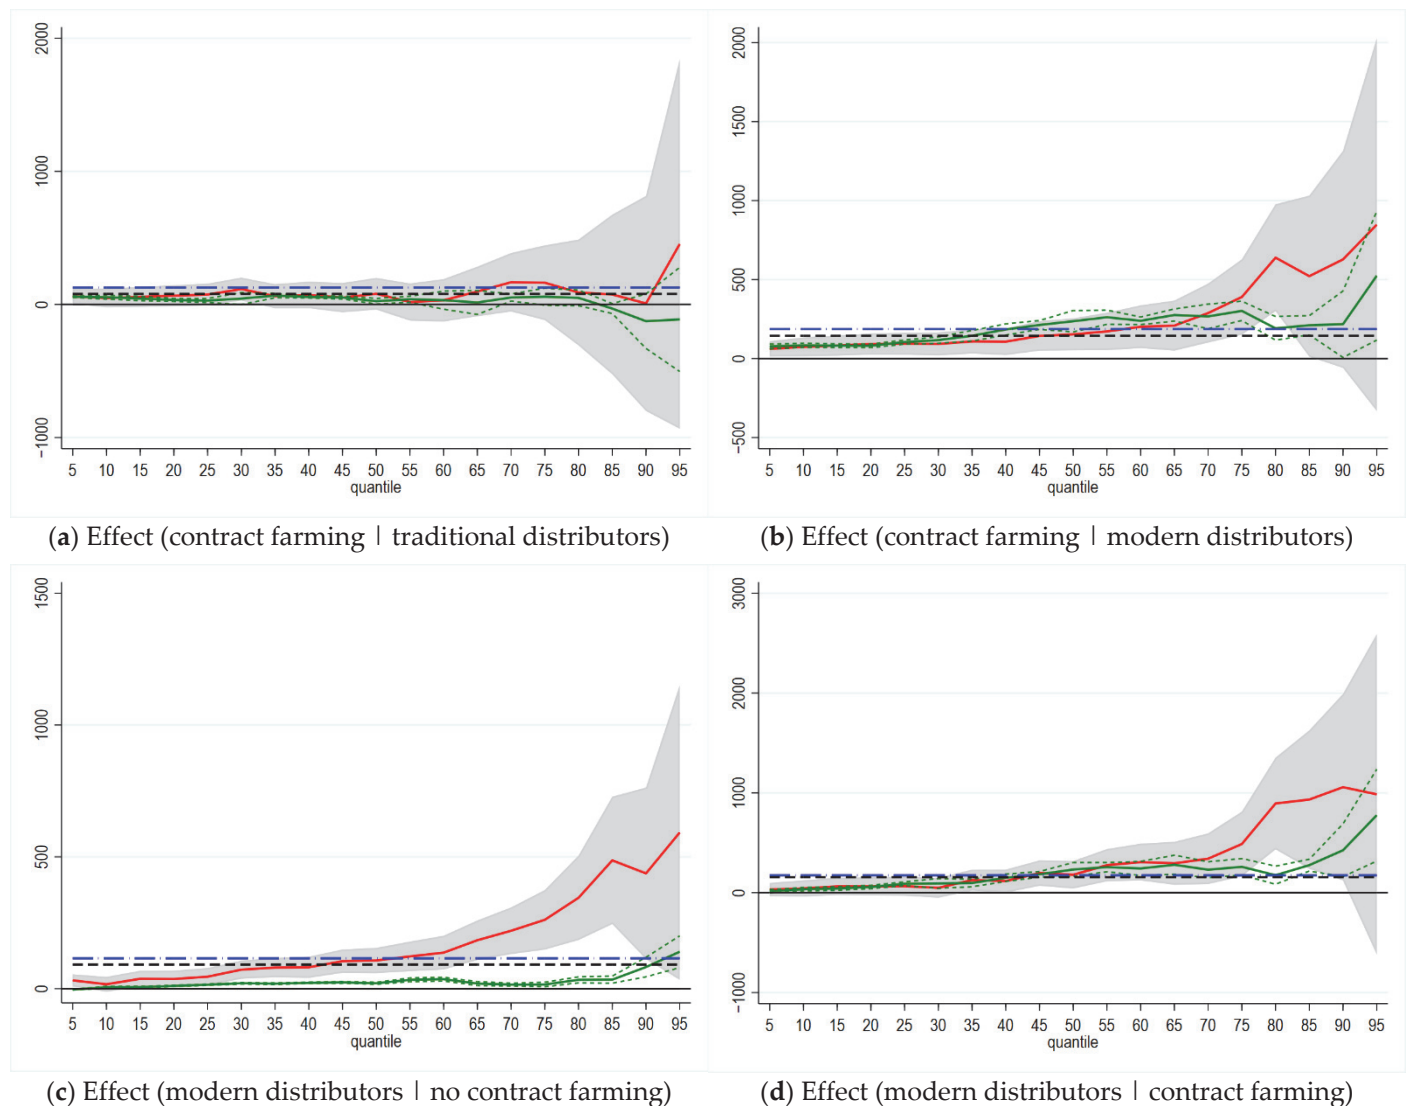 2000
1000
0
−1000
5 10 15 20 25 30 35 40 45 50 55 60 65 70 75 80 85 90 95
quantile
(a) Effect (contract farming | traditional distributors)
2000
1500
1000
500
0
−500
5 10 15 20 25 30 35 40 45 50 55 60 65 70 75 80 85 90 95
quantile
(b) Effect (contract farming | modern distributors)
1500
1000
500
0
5 10 15 20 25 30 35 40 45 50 55 60 65 70 75 80 85 90 95
quantile
(c) Effect (modern distributors | no contract farming)
3000
2000
1000
0
−1000
5 10 15 20 25 30 35 40 45 50 55 60 65 70 75 80 85 90 95
quantile
(d) Effect (modern distributors | contract farming)